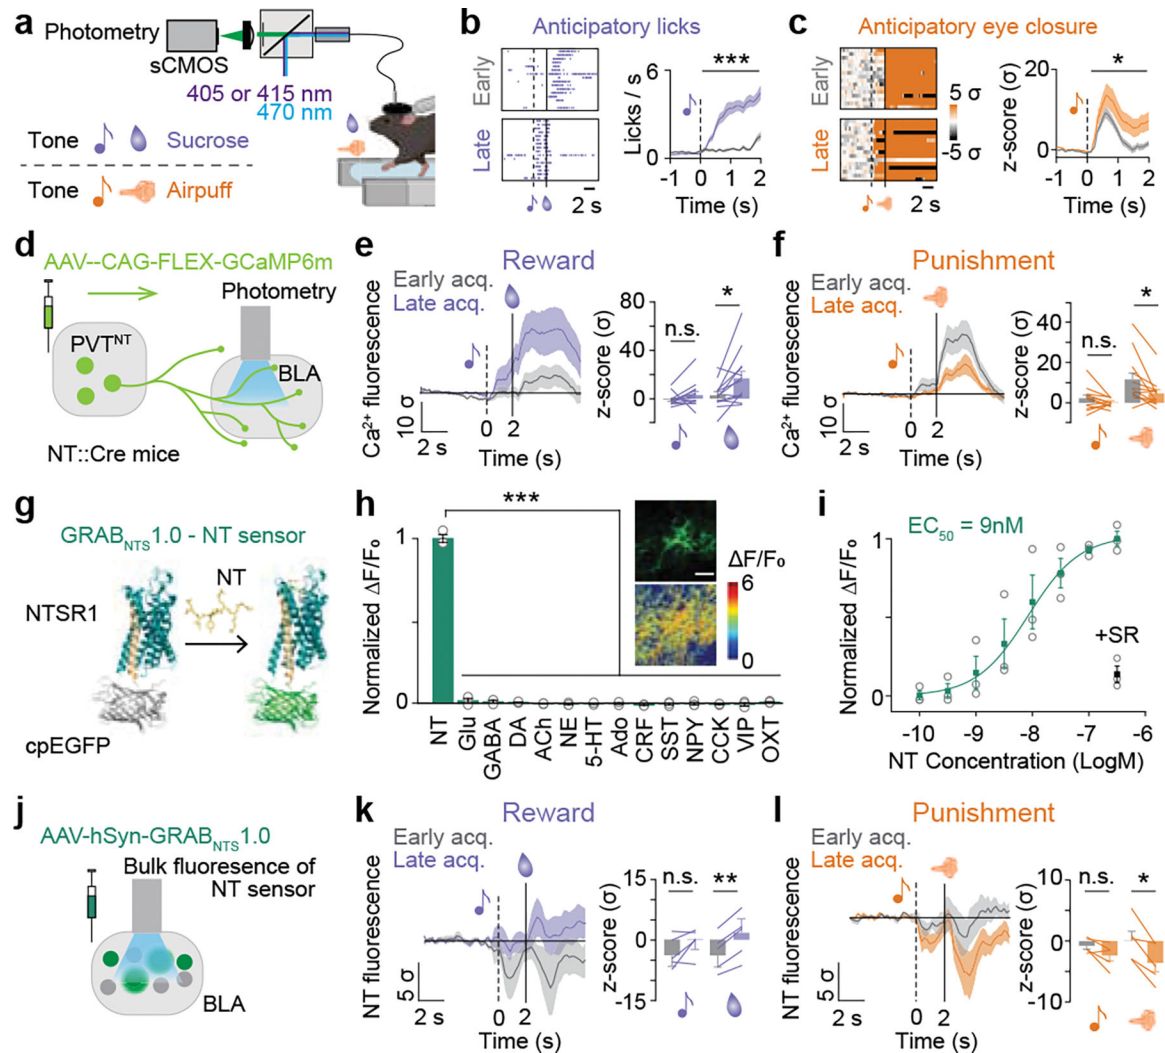 a
Photometry
sCMOS
405 or 415 nm
470 nm
Tone
Sucrose
Tone
Airpuff
b
Anticipatory licks
Early
Late
2 s
Licks / s
6
0
***
-1 0 1 2
Time (s)
c
Anticipatory eye closure
5 σ
-5 σ
2 s
z-score (σ)
20
10
0
*
-1 0 1 2
Time (s)
d
AAV--CAG-FLEX-GCaMP6m
Photometry
PVTᴺᵀ
BLA
NT::Cre mice
e
Reward
Early acq.
Late acq.
Ca²⁺ fluorescence
10 σ
2 s
0 2
Time (s)
z-score (σ)
80
40
0
-40
n.s.
*
f
Punishment
Early acq.
Late acq.
Ca²⁺ fluorescence
10 σ
2 s
0 2
Time (s)
z-score (σ)
40
20
0
-20
n.s.
*
g
GRAB_NTS1.0 - NT sensor
NT
NTSR1
cpEGFP
h
***
Normalized ΔF/F₀
1
0
ΔF/F₀
6
0
NT
Glu
GABA
DA
ACh
NE
5-HT
Ado
CRF
SST
NPY
CCK
VIP
OXT
i
EC₅₀ = 9nM
Normalized ΔF/F₀
1
0
+SR
-10 -9 -8 -7 -6
NT Concentration (LogM)
j
AAV-hSyn-GRAB_NTS1.0
Bulk fluoresence of
NT sensor
BLA
k
Reward
Early acq.
Late acq.
NT fluorescence
5 σ
2 s
0 2
Time (s)
z-score (σ)
15
0
-15
n.s.
**
l
Punishment
Early acq.
Late acq.
NT fluorescence
5 σ
2 s
0 2
Time (s)
z-score (σ)
10
0
-10
n.s.
*